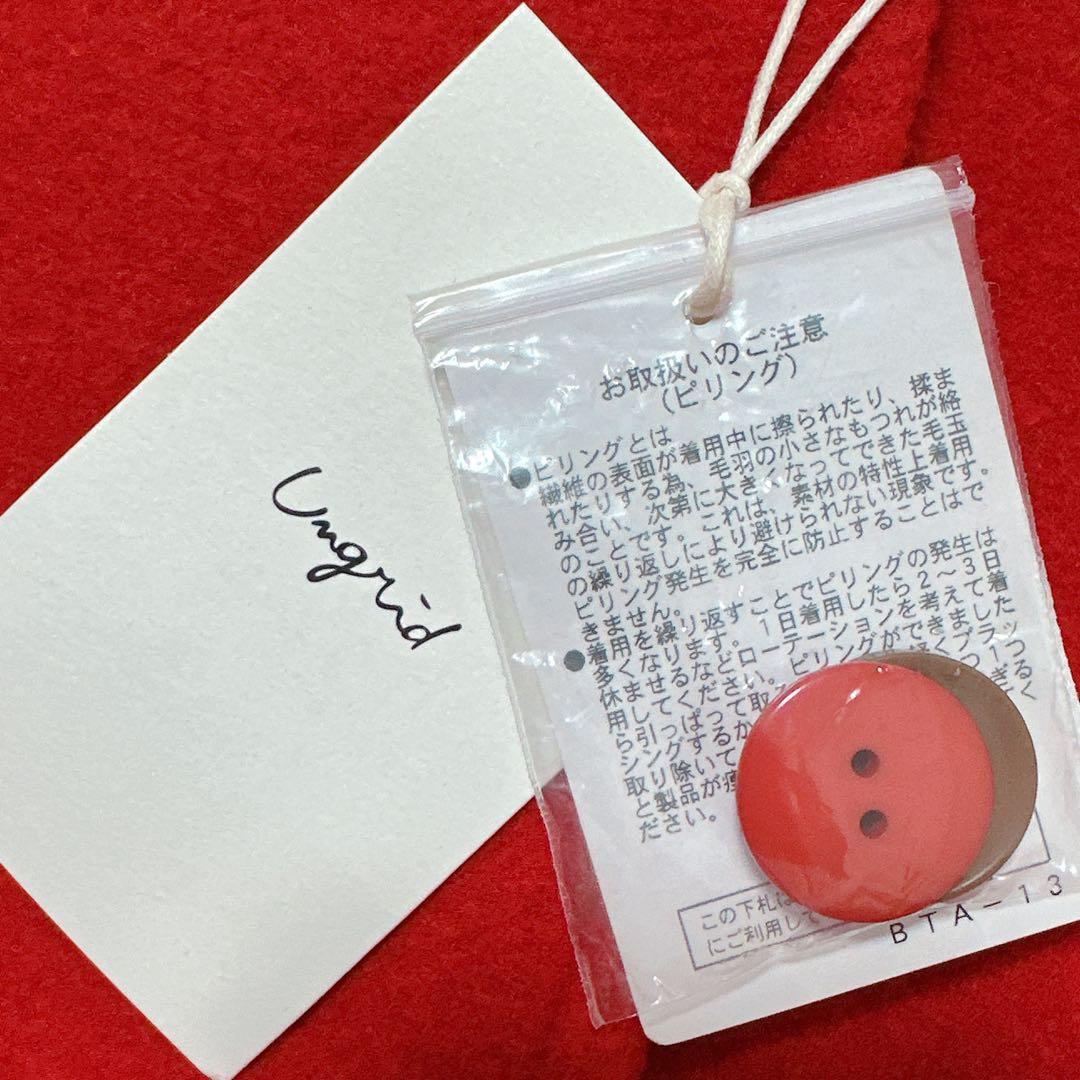 Ungrid
お取扱いのご注意
(ピリング)
●ピリングとは
繊維の表面が着用中に擦られたり、揉ま
れたりする為、毛羽の小さなもつれが絡
み合い、次第に大きくなってできた毛玉
のことです。これは、素材の特性上着用
の繰り返しにより避けられない現象です。
ピリング発生を完全に防止することはで
きません。
●着用を繰り返すことでピリングの発生は
多くなります。1日着用したら2～3日
休ませるなどローテーションを考えて着
用してください。ピリングができました
ら引っぱって取 くブラッ
シングするか つ
取り除いて 1 る
と製品が痩 ぎ く
ださい。
この下札は
にご利用して
BTA-13